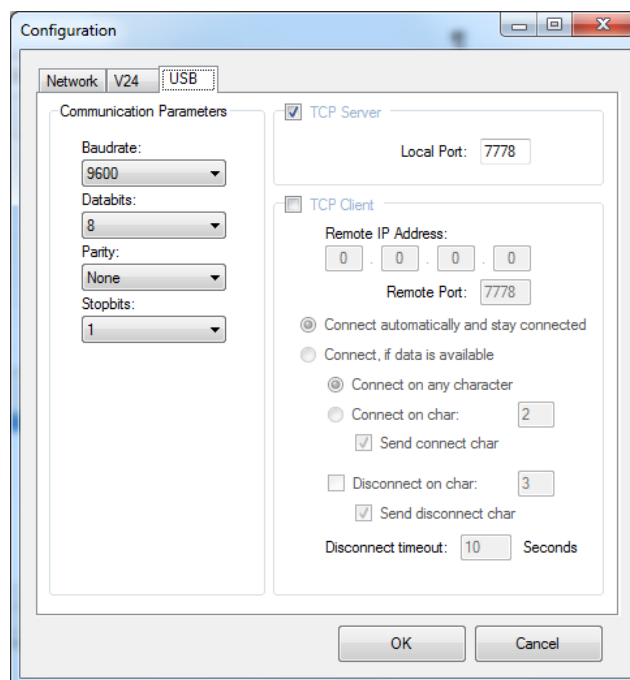 Configuration
Network V24 USB
Communication Parameters
Baudrate:
9600
Databits:
8
Parity:
None
Stopbits:
1
TCP Server
Local Port: 7778
TCP Client
Remote IP Address:
0 . 0 . 0 . 0
Remote Port: 7778
Connect automatically and stay connected
Connect, if data is available
Connect on any character
Connect on char: 2
Send connect char
Disconnect on char: 3
Send disconnect char
Disconnect timeout: 10 Seconds
OK Cancel